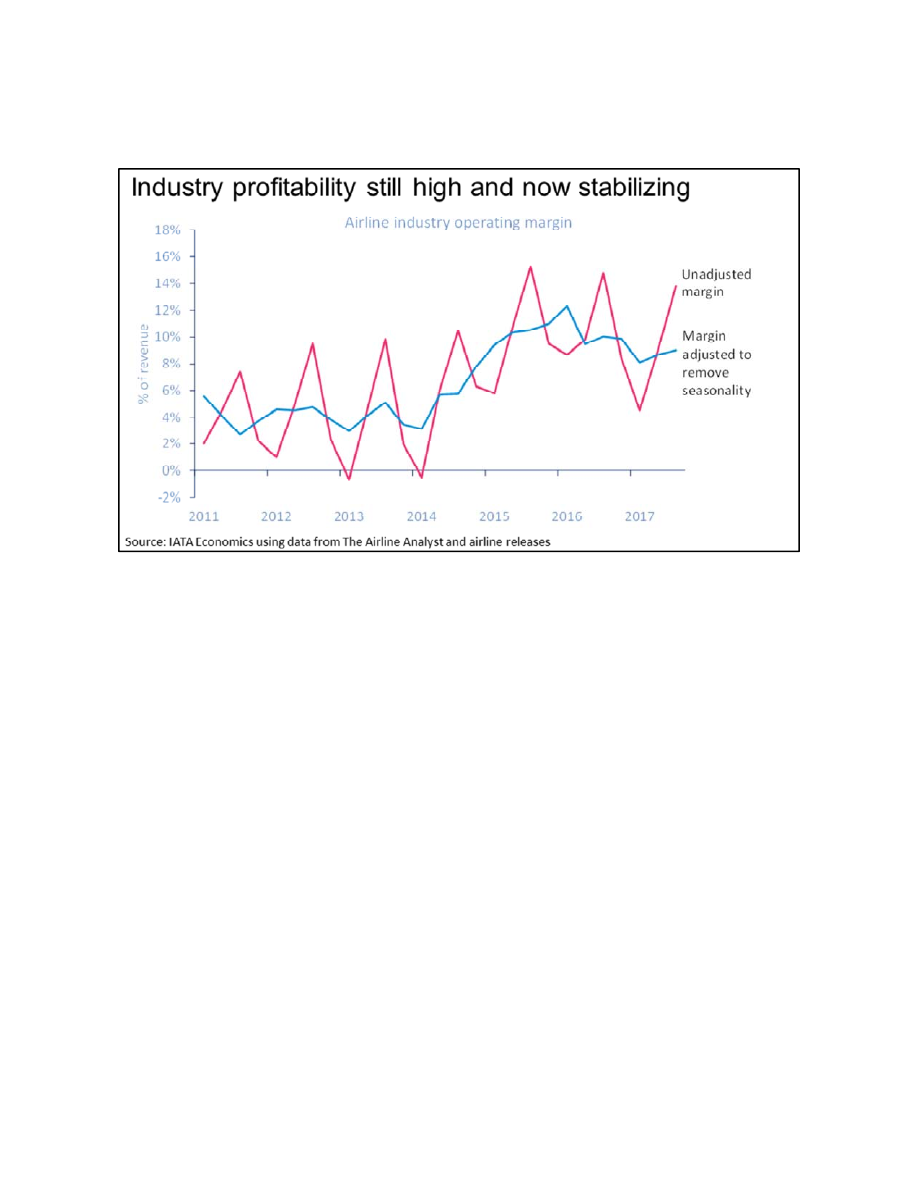 Industry profitability still high and now stabilizing
Airline industry operating margin
18%
16%
14%
12%
10%
8%
6%
4%
2%
0%
-2%
% of revenue
Unadjusted
margin
Margin
adjusted to
remove
seasonality
2011 2012 2013 2014 2015 2016 2017
Source: IATA Economics using data from The Airline Analyst and airline releases